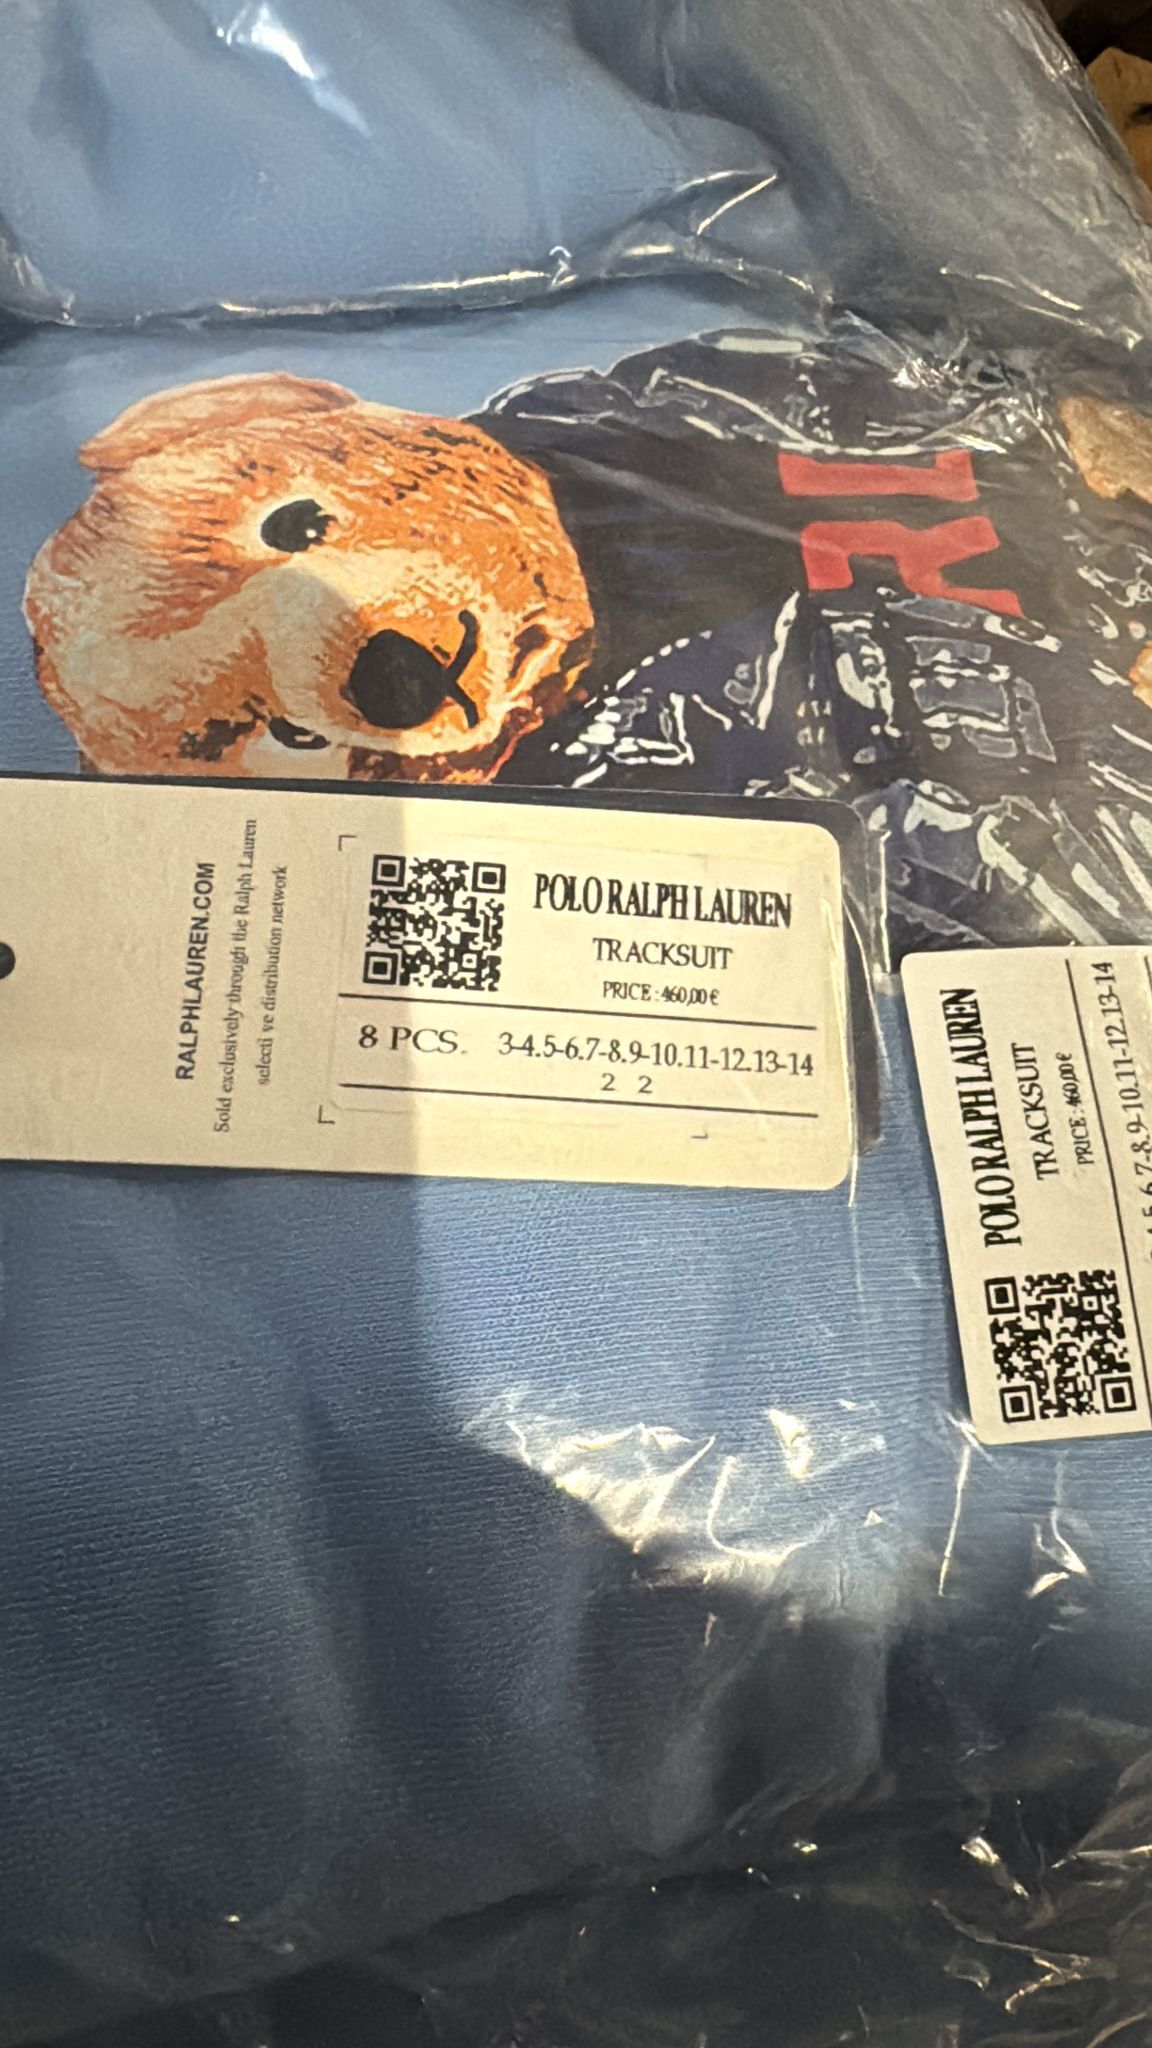 RALPHLAUREN.COM
Sold exclusively through the Ralph Lauren
selecti ve distribution network
POLO RALPH LAUREN
TRACKSUIT
PRICE : 460,00 €
8 PCS. 3-4.5-6.7-8.9-10.11-12.13-14
2 2
POLO RALPH LAUREN
TRACKSUIT
PRICE : 460,00 €
6.7-8.9-10.11-12.13-14